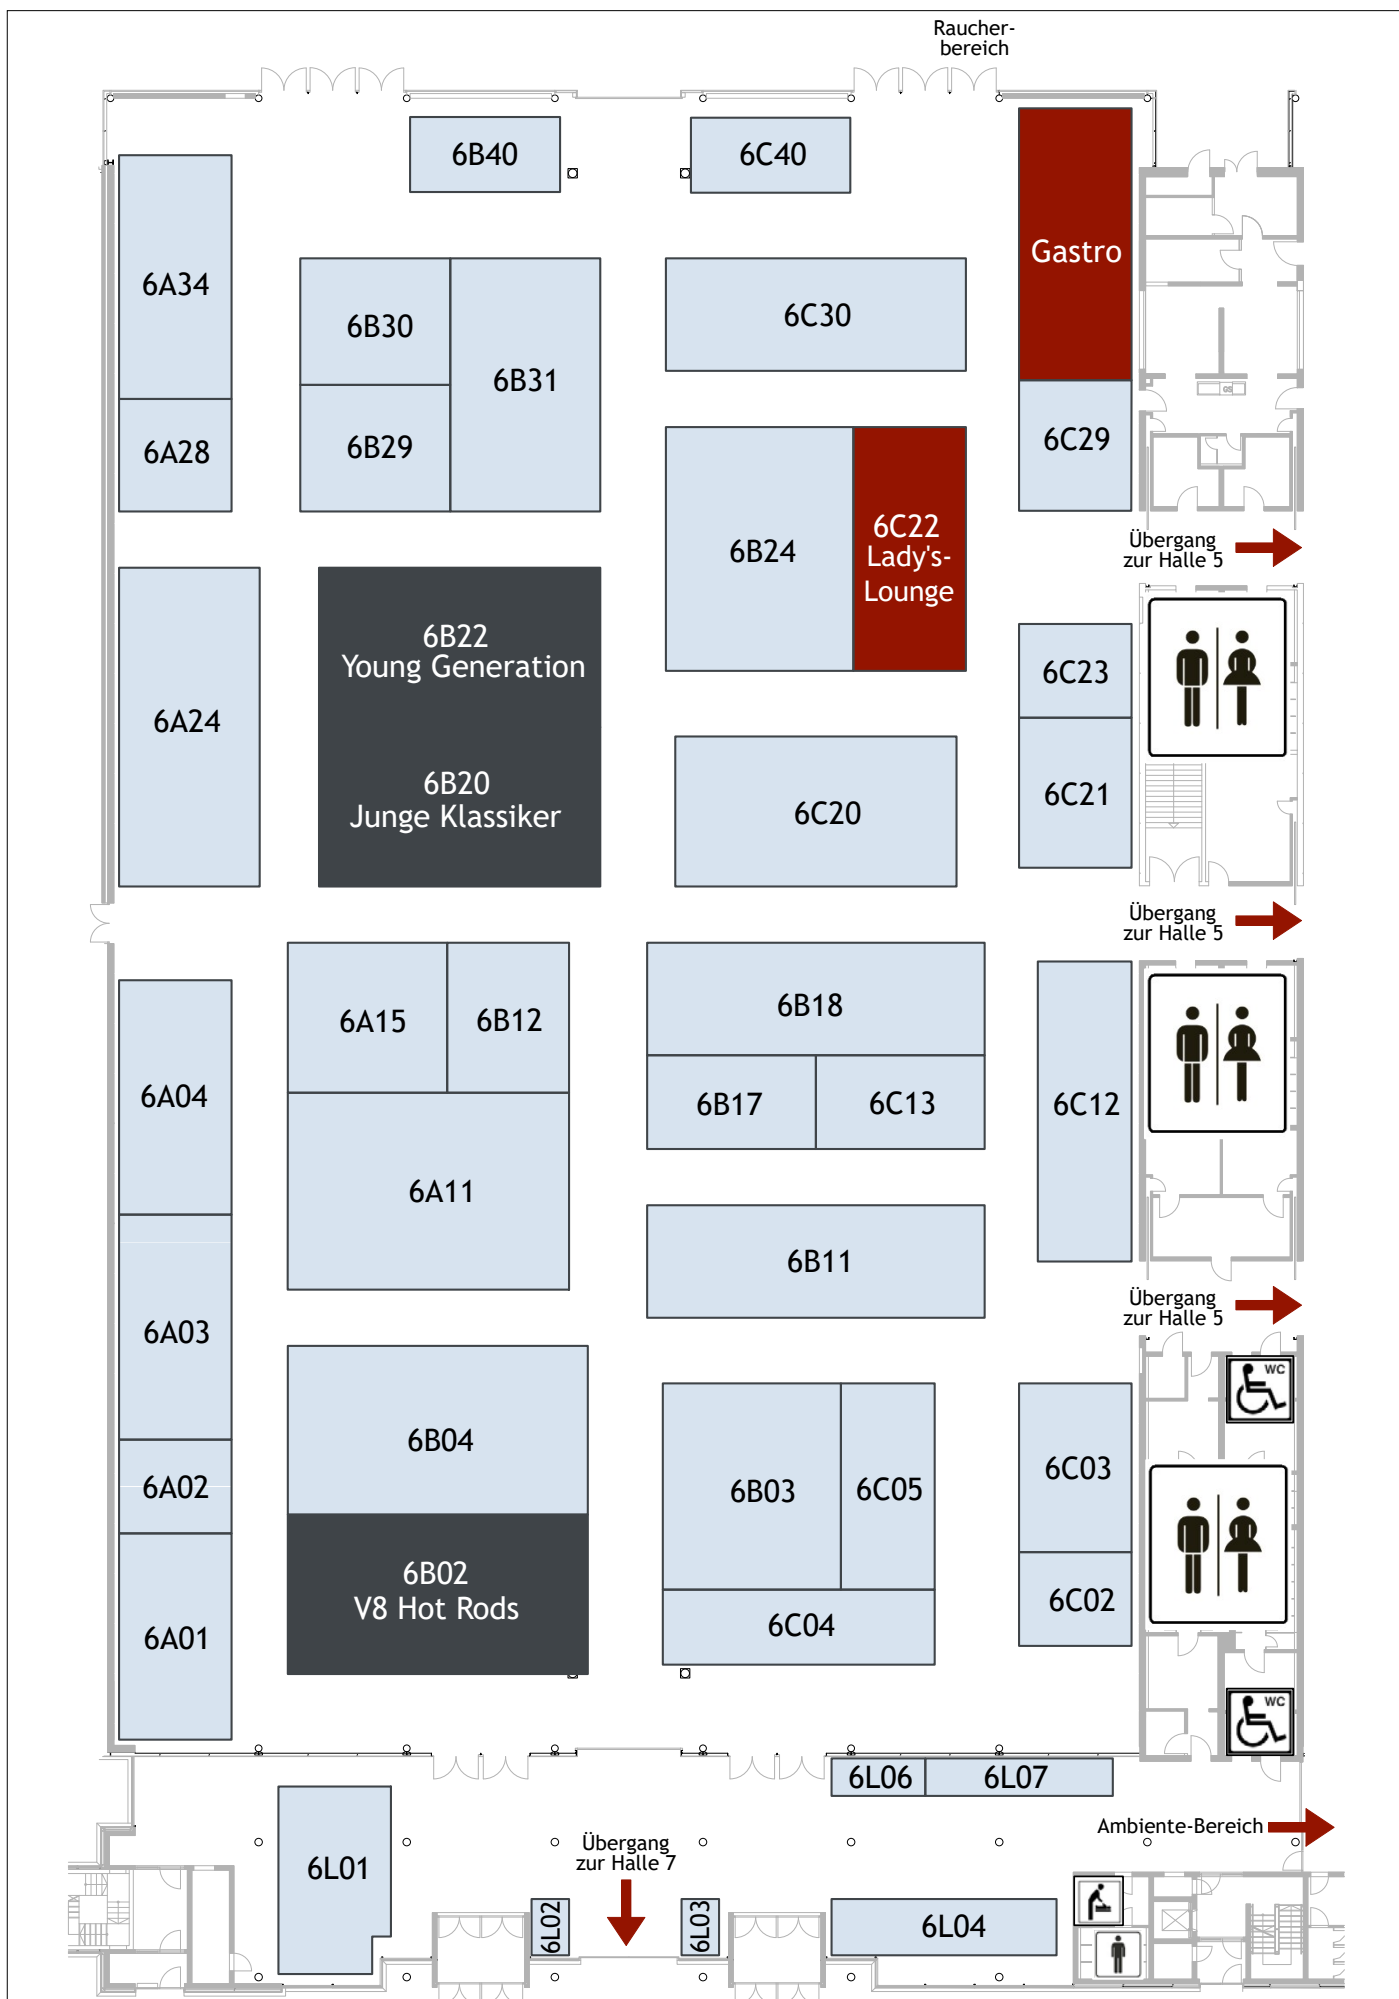 Raucher-
bereich
6B40
6C40
6A34
6B30
6B31
6C30
Gastro
6A28
6B29
6C29
6B24
6C22
Lady's-
Lounge
Übergang
zur Halle 5
6A24
6B22
Young Generation
6B20
Junge Klassiker
6C23
6C21
6C20
Übergang
zur Halle 5
6A15
6B12
6B18
6A04
6B17
6C13
6C12
6A11
6B11
Übergang
zur Halle 5
6A03
6B04
6B03
6C05
6C03
WC
6A02
6B02
V8 Hot Rods
6C04
6C02
6A01
WC
6L06
6L07
Ambiente-Bereich
6L01
Übergang
zur Halle 7
6L02
6L03
6L04
GS